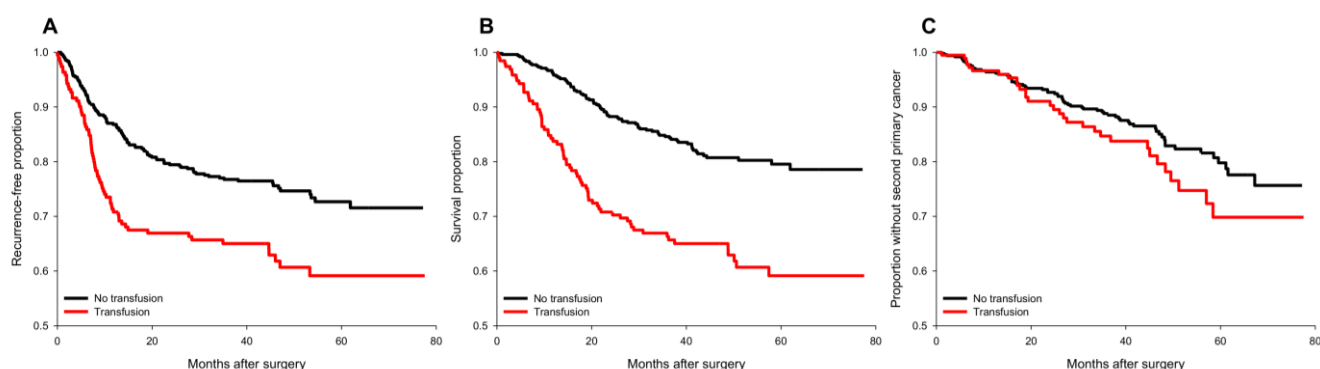 A
Recurrence-free proportion
1.0
0.9
0.8
0.7
0.6
0.5
No transfusion
Transfusion
0
20
40
60
80
Months after surgery
B
Survival proportion
1.0
0.9
0.8
0.7
0.6
0.5
No transfusion
Transfusion
0
20
40
60
80
Months after surgery
C
Proportion without second primary cancer
1.0
0.9
0.8
0.7
0.6
0.5
No transfusion
Transfusion
0
20
40
60
80
Months after surgery